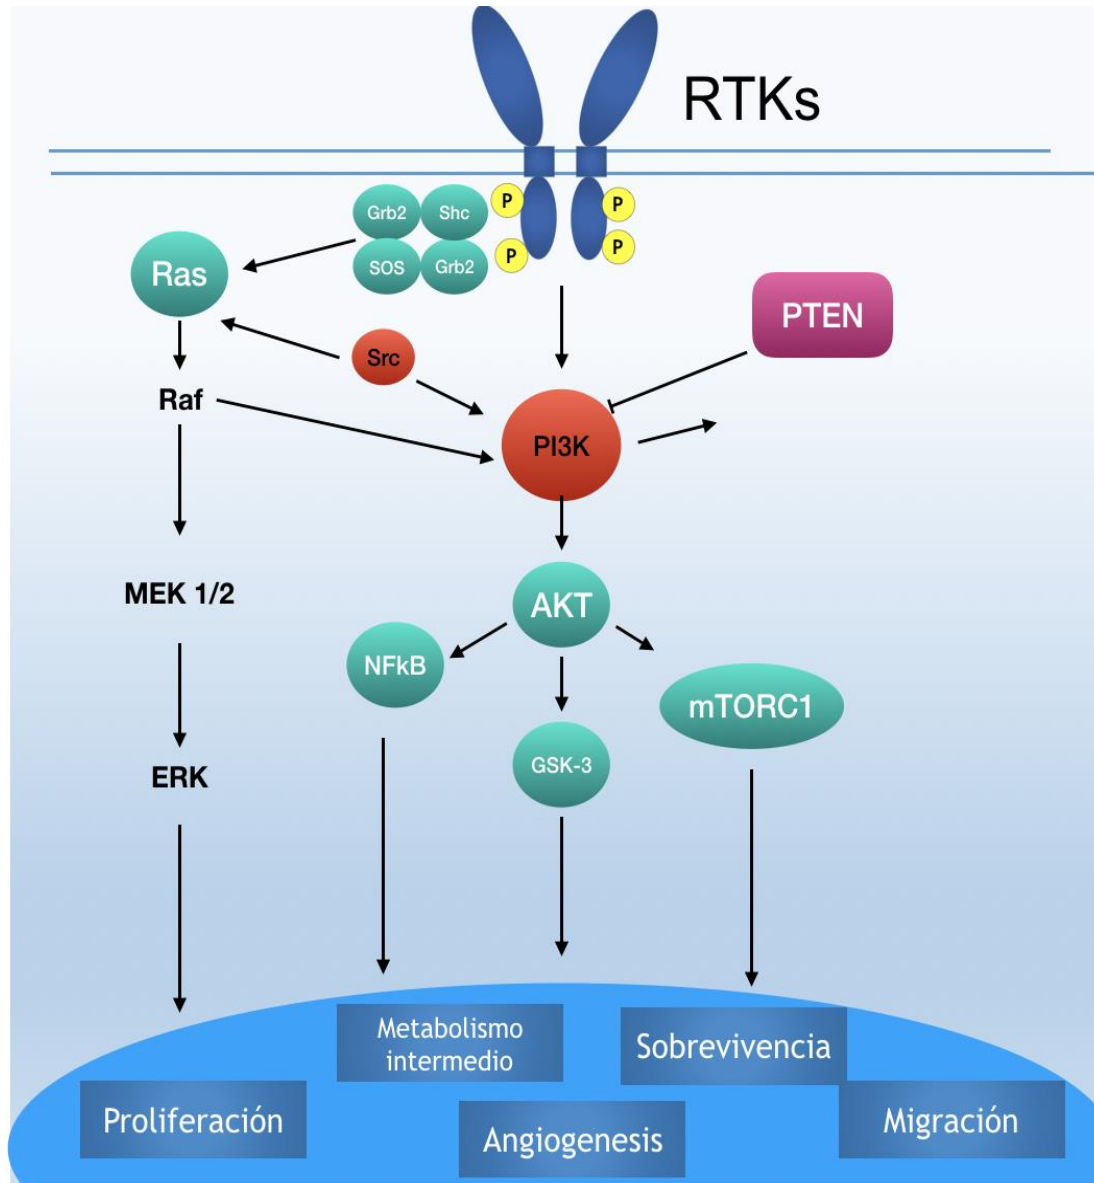 RTKs
P
P
P
P
Grb2
Shc
SOS
Grb2
Ras
PTEN
Src
Raf
PI3K
MEK 1/2
AKT
NFkB
mTORC1
GSK-3
ERK
Metabolismo
intermedio
Sobrevivencia
Proliferación
Angiogenesis
Migración